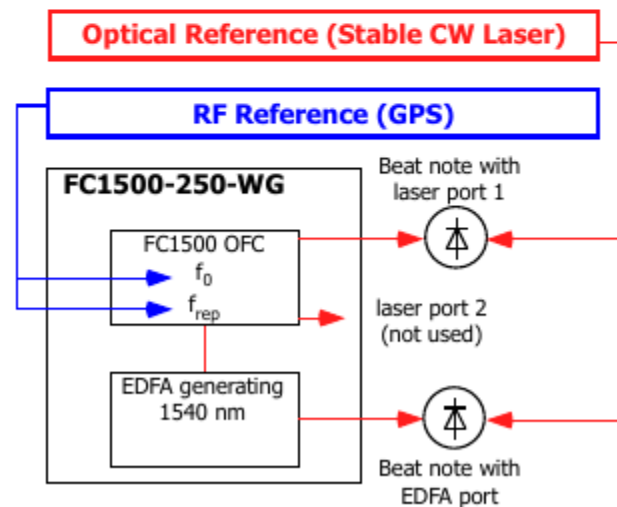 Optical Reference (Stable CW Laser)
RF Reference (GPS)
FC1500-250-WG
Beat note with
laser port 1
FC1500 OFC
f0
frep
laser port 2
(not used)
EDFA generating
1540 nm
Beat note with
EDFA port